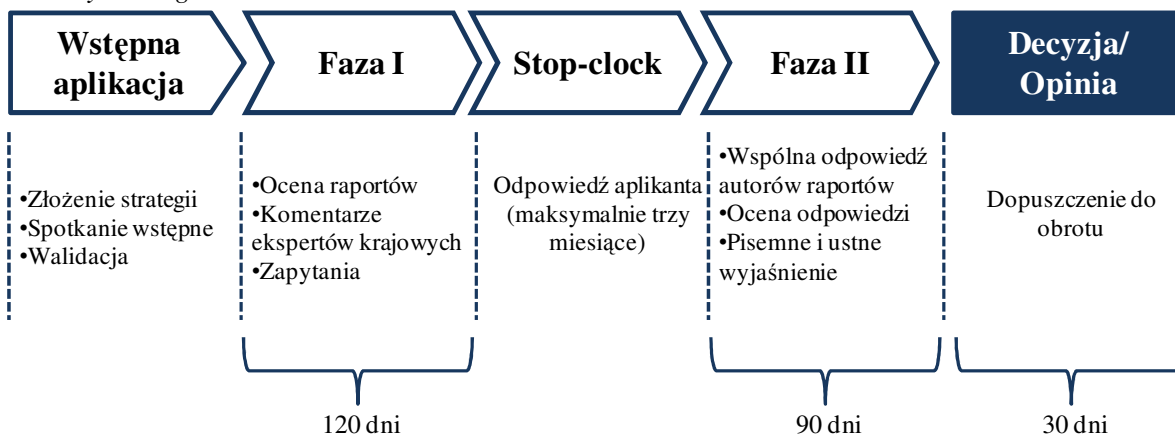 Wstępna
aplikacja
Faza I
Stop-clock
Faza II
Decyzja/
Opinia
•Złożenie strategii
•Spotkanie wstępne
•Walidacja
•Ocena raportów
•Komentarze
ekspertów krajowych
•Zapytania
Odpowiedź aplikanta
(maksymalnie trzy
miesiące)
•Wspólna odpowiedź
autorów raportów
•Ocena odpowiedzi
•Pisemne i ustne
wyjaśnienie
Dopuszczenie do
obrotu
120 dni
90 dni
30 dni